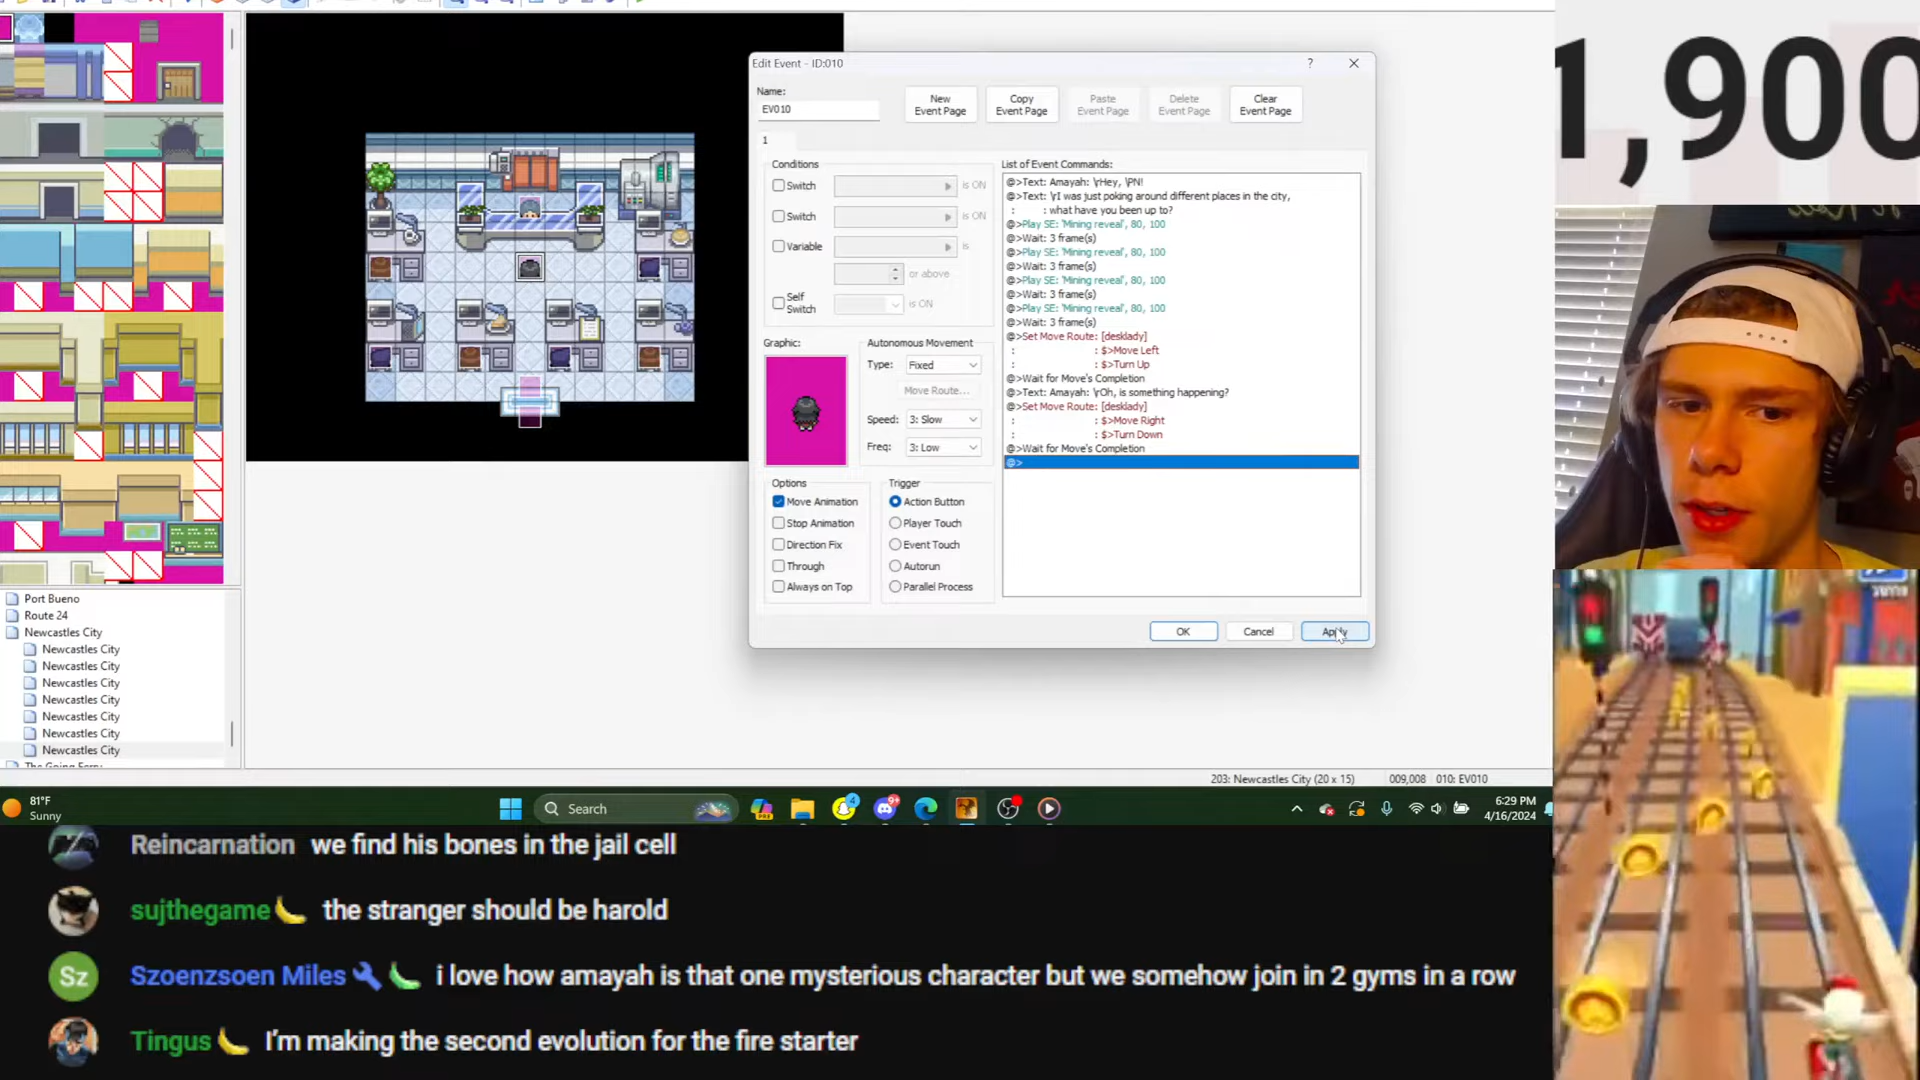 Edit Event - ID:010
?
Name:
EV010
New
Event Page
Copy
Event Page
Paste
Event Page
Delete
Event Page
Clear
Event Page
1
Conditions
Switch
is ON
Switch
is ON
Variable
is
or above
Self
Switch
is ON
Graphic:
Autonomous Movement
Type: Fixed
Move Route...
Speed: 3: Slow
Freq: 3: Low
Options
Move Animation
Stop Animation
Direction Fix
Through
Always on Top
Trigger
Action Button
Player Touch
Event Touch
Autorun
Parallel Process
List of Event Commands:
@>Text: Amayah: \rHey, \PN!
@>Text: \rI was just poking around different places in the city,
: : what have you been up to?
@>Play SE: 'Mining reveal', 80, 100
@>Wait: 3 frame(s)
@>Play SE: 'Mining reveal', 80, 100
@>Wait: 3 frame(s)
@>Play SE: 'Mining reveal', 80, 100
@>Wait: 3 frame(s)
@>Play SE: 'Mining reveal', 80, 100
@>Wait: 3 frame(s)
@>Set Move Route: [desklady]
: : $>Move Left
: : $>Turn Up
@>Wait for Move's Completion
@>Text: Amayah: \rOh, is something happening?
@>Set Move Route: [desklady]
: : $>Move Right
: : $>Turn Down
@>Wait for Move's Completion
@>
OK
Cancel
Apply
1,900
Port Bueno
Route 24
Newcastles City
Newcastles City
Newcastles City
Newcastles City
Newcastles City
Newcastles City
Newcastles City
Newcastles City
The Going Ferry
203: Newcastles City (20 x 15)
009,008
010: EV010
81°F
Sunny
Search
4
9+
6:29 PM
4/16/2024
Reincarnation we find his bones in the jail cell
sujthegame the stranger should be harold
Sz
Szoenzsoen Miles i love how amayah is that one mysterious character but we somehow join in 2 gyms in a row
Tingus I'm making the second evolution for the fire starter